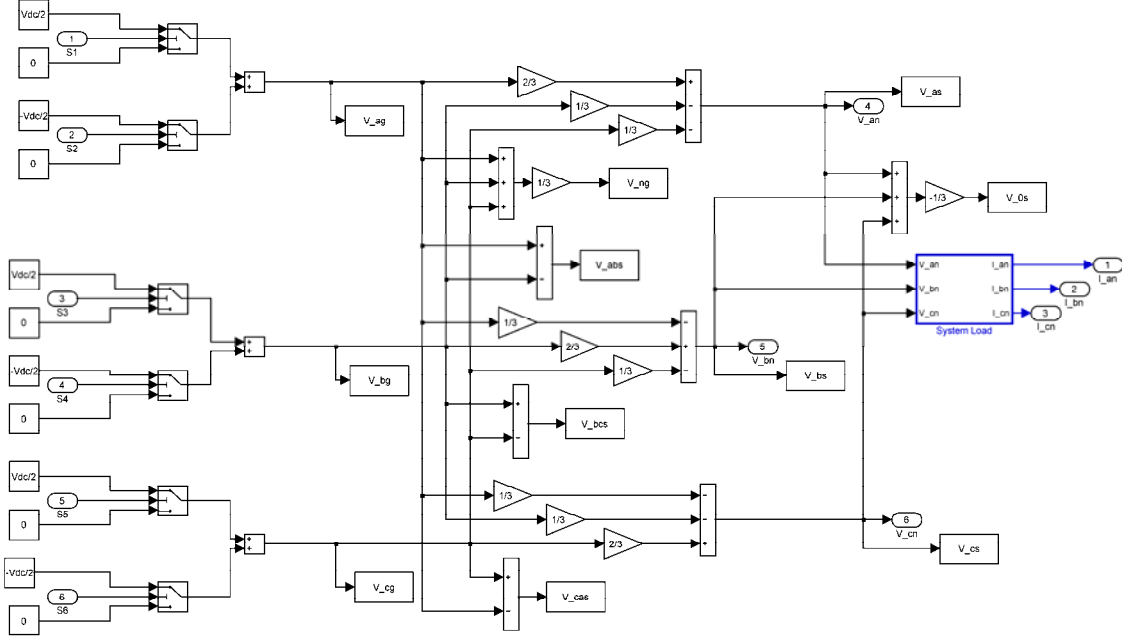 Vdc/2
1
S1
0
+
+
-Vdc/2
2
S2
0
V_ag
2/3
1/3
1/3
+
−
−
V_as
4
V_an
+
+
+
1/3
V_ng
+
+
+
-1/3
V_0s
+
−
V_abs
V_an
V_bn
V_cn
I_an
I_bn
I_cn
System Load
1
I_an
2
I_bn
3
I_cn
Vdc/2
3
S3
0
+
+
-Vdc/2
4
S4
0
V_bg
1/3
2/3
1/3
−
+
−
5
V_bn
V_bs
+
−
V_bcs
Vdc/2
5
S5
0
+
+
-Vdc/2
6
S6
0
V_cg
1/3
1/3
2/3
−
−
+
6
V_cn
V_cs
+
−
V_cas